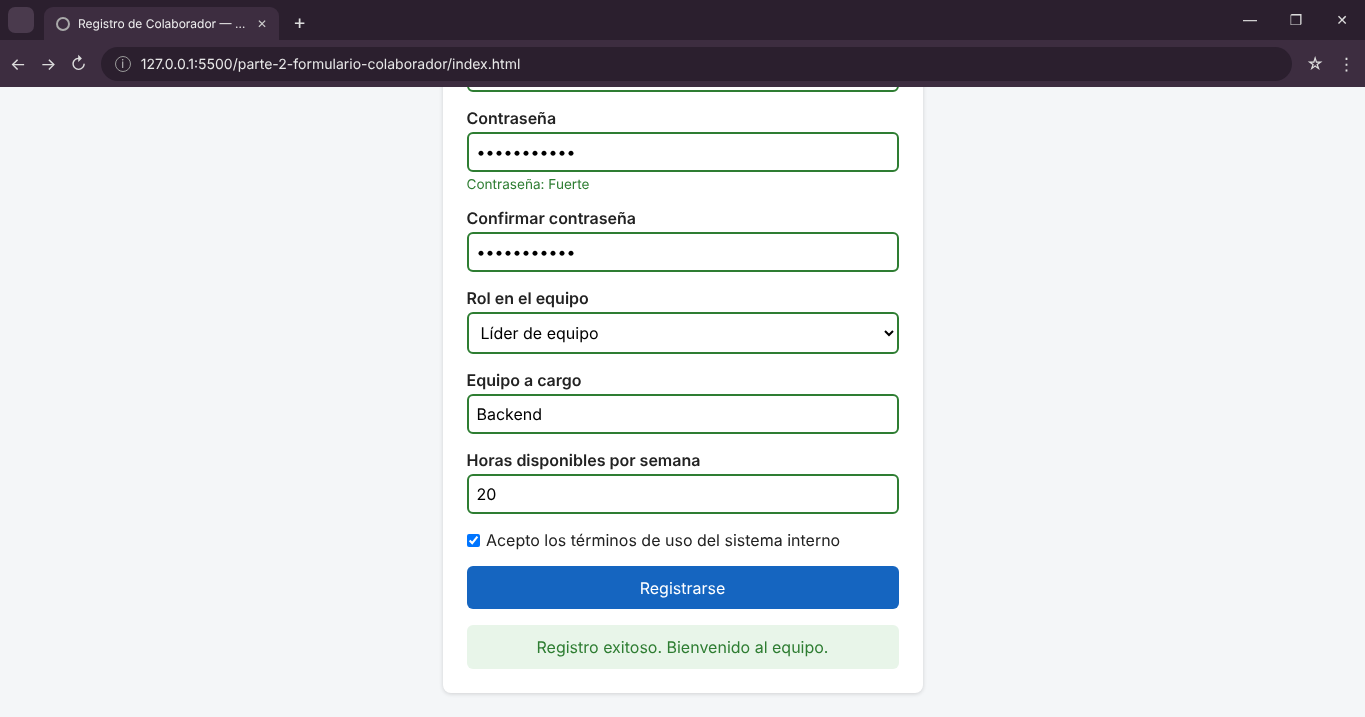 Registro de Colaborador — ...
127.0.0.1:5500/parte-2-formulario-colaborador/index.html
Contraseña
•••••••••••
Contraseña: Fuerte
Confirmar contraseña
•••••••••••
Rol en el equipo
Líder de equipo
Equipo a cargo
Backend
Horas disponibles por semana
20
Acepto los términos de uso del sistema interno
Registrarse
Registro exitoso. Bienvenido al equipo.